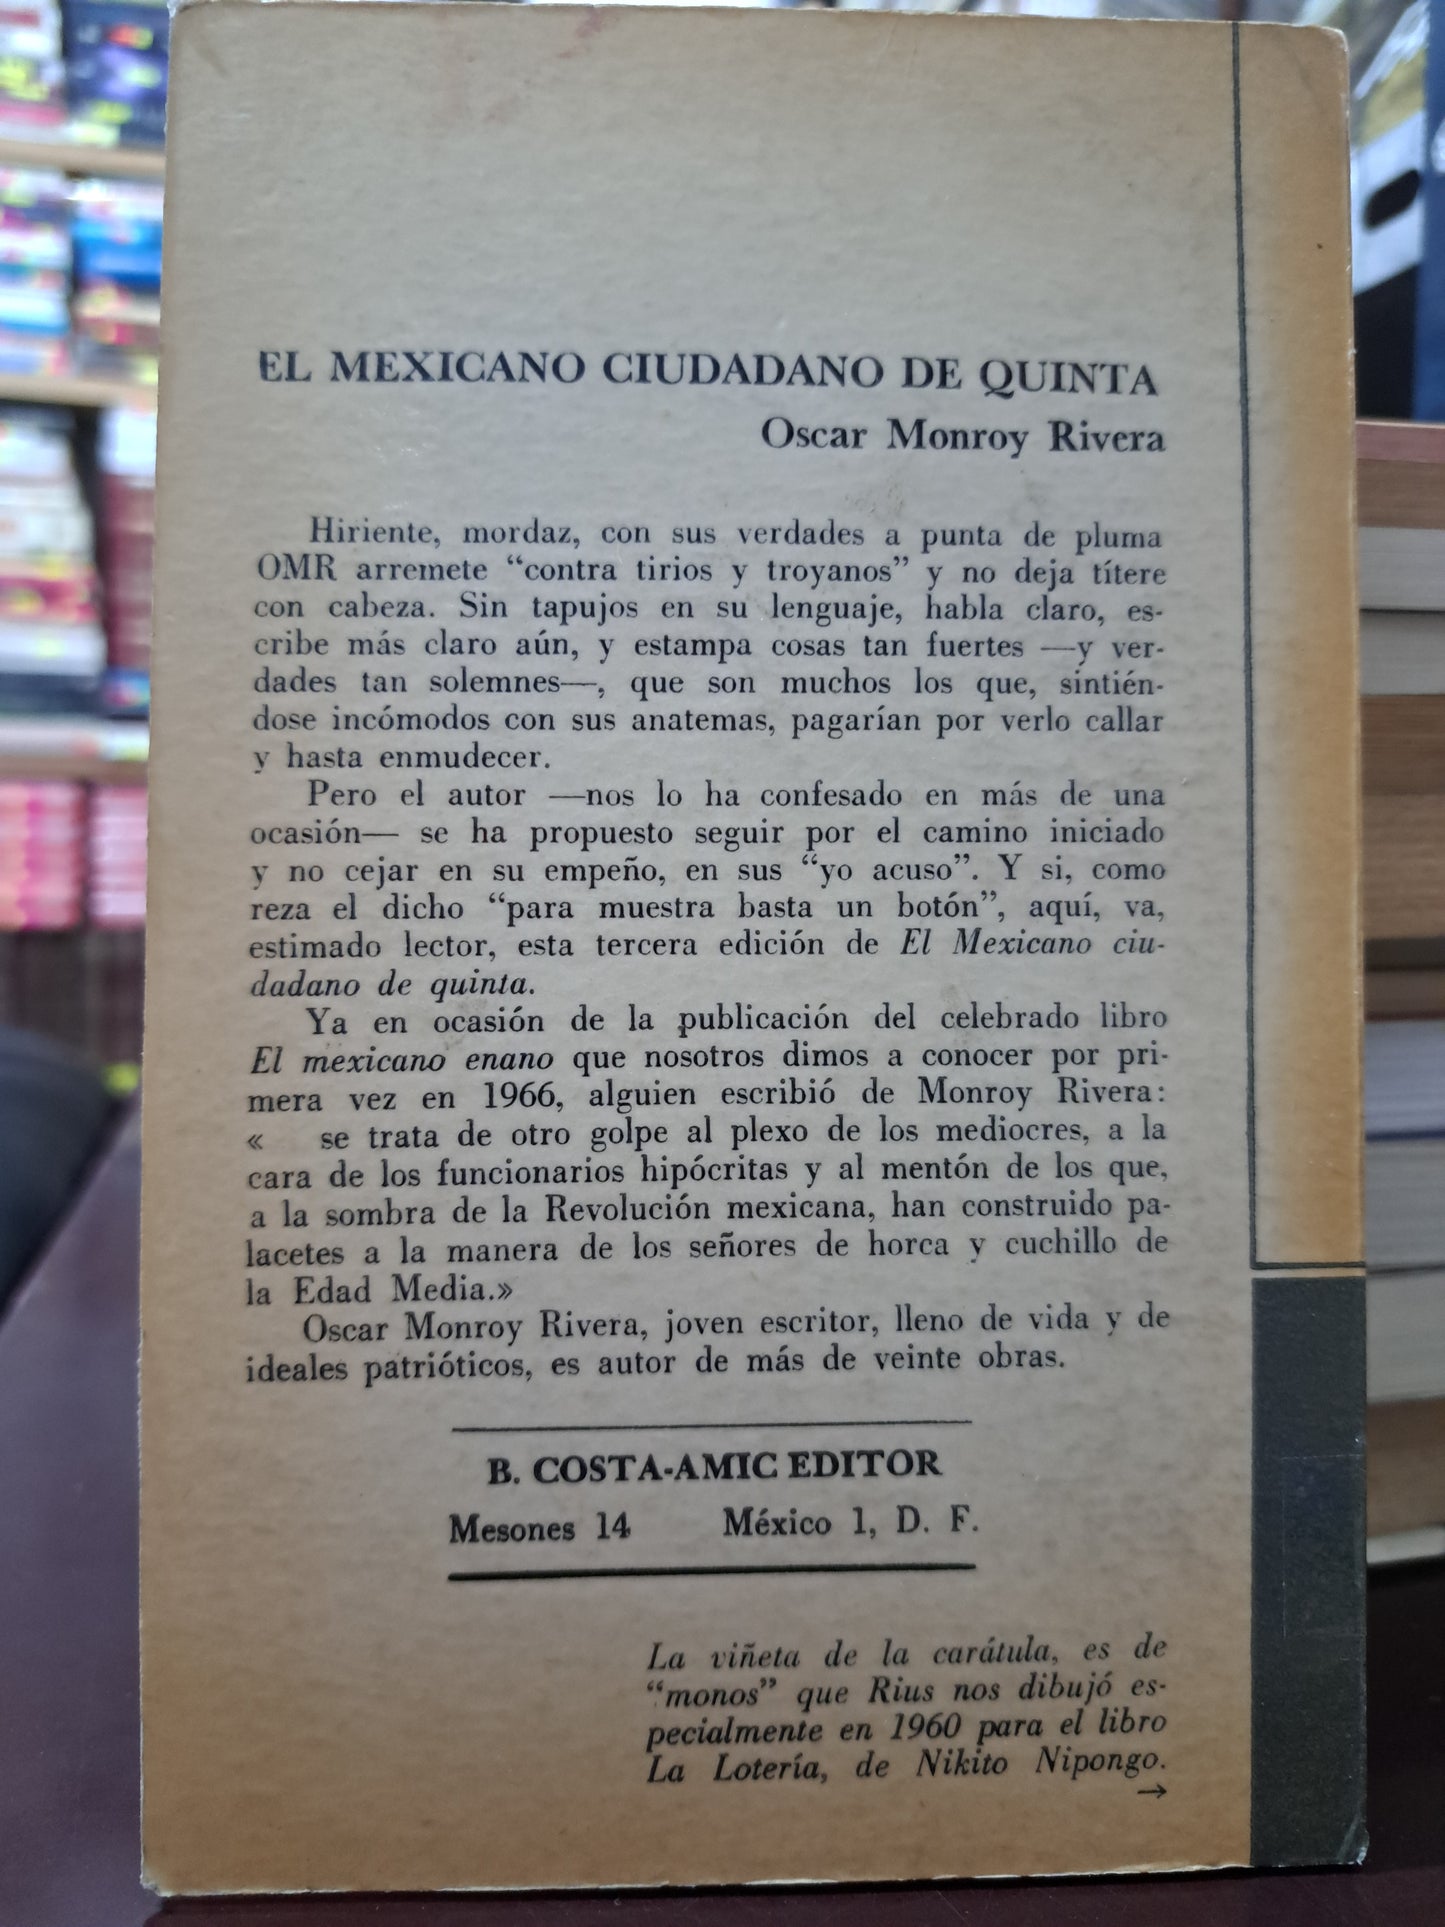 EL MEXICANO CIUDADANO DE QUINTA
Oscar Monroy Rivera
Hiriente, mordaz, con sus verdades a punta de pluma
OMR arremete “contra tirios y troyanos” y no deja títere
con cabeza. Sin tapujos en su lenguaje, habla claro, es-
cribe más claro aún, y estampa cosas tan fuertes —y ver-
dades tan solemnes—, que son muchos los que, sintién-
dose incómodos con sus anatemas, pagarían por verlo callar
y hasta enmudecer.
Pero el autor —nos lo ha confesado en más de una
ocasión— se ha propuesto seguir por el camino iniciado
y no cejar en su empeño, en sus “yo acuso”. Y si, como
reza el dicho “para muestra basta un botón”, aquí, va,
estimado lector, esta tercera edición de El Mexicano ciu-
dadano de quinta.
Ya en ocasión de la publicación del celebrado libro
El mexicano enano que nosotros dimos a conocer por pri-
mera vez en 1966, alguien escribió de Monroy Rivera:
« se trata de otro golpe al plexo de los mediocres, a la
cara de los funcionarios hipócritas y al mentón de los que,
a la sombra de la Revolución mexicana, han construido pa-
lacetes a la manera de los señores de horca y cuchillo de
la Edad Media.»
Oscar Monroy Rivera, joven escritor, lleno de vida y de
ideales patrióticos, es autor de más de veinte obras.
B. COSTA-AMIC EDITOR
Mesones 14 México 1, D. F.
La viñeta de la carátula, es de
“monos” que Rius nos dibujó es-
pecialmente en 1960 para el libro
La Lotería, de Nikito Nipongo.
→